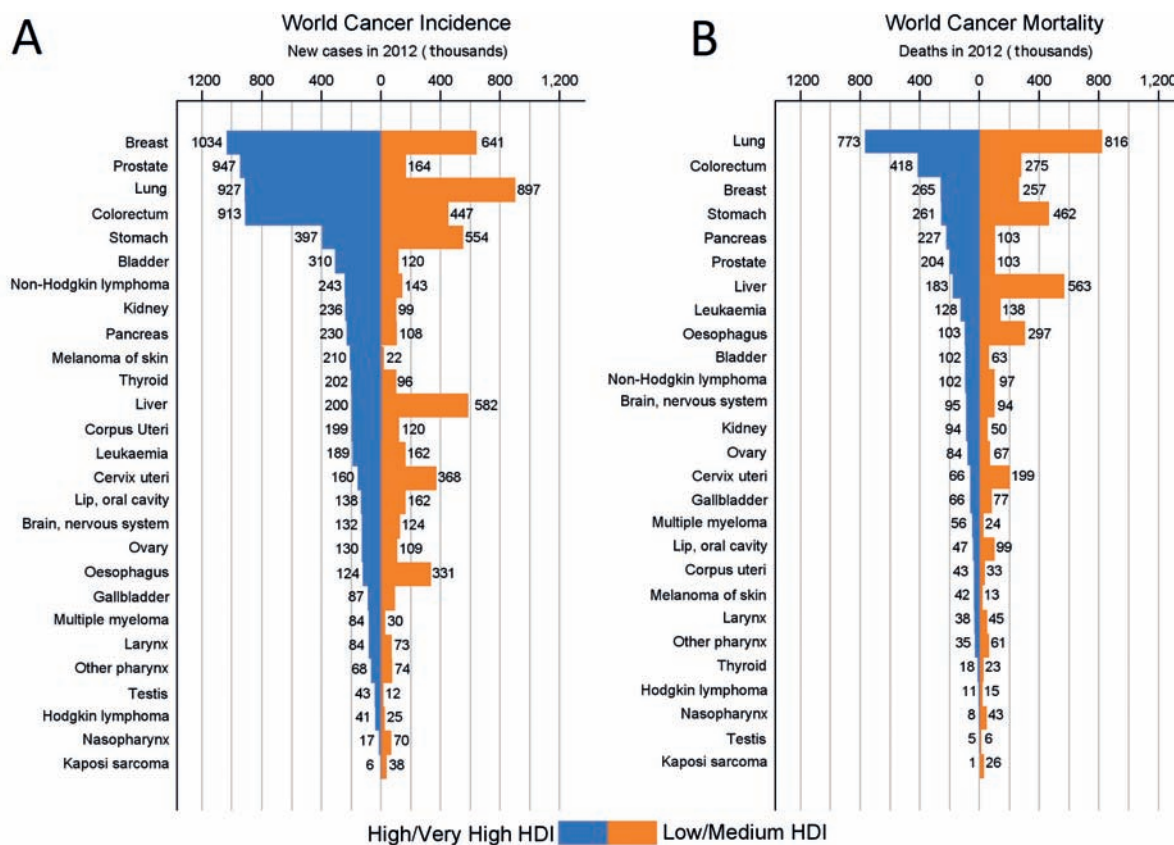 A
World Cancer Incidence
New cases in 2012 ( thousands)
1200 800 400 0 400 800 1,200
Breast 1034 641
Prostate 947 164
Lung 927 897
Colorectum 913 447
Stomach 397 554
Bladder 310 120
Non-Hodgkin lymphoma 243 143
Kidney 236 99
Pancreas 230 108
Melanoma of skin 210 22
Thyroid 202 96
Liver 200 582
Corpus Uteri 199 120
Leukaemia 189 162
Cervix uteri 160 368
Lip, oral cavity 138 162
Brain, nervous system 132 124
Ovary 130 109
Oesophagus 124 331
Gallbladder 87
Multiple myeloma 84 30
Larynx 84 73
Other pharynx 68 74
Testis 43 12
Hodgkin lymphoma 41 25
Nasopharynx 17 70
Kaposi sarcoma 6 38
B
World Cancer Mortality
Deaths in 2012 ( thousands)
1200 800 400 0 400 800 1,200
Lung 773 816
Colorectum 418 275
Breast 265 257
Stomach 261 462
Pancreas 227 103
Prostate 204 103
Liver 183 563
Leukaemia 128 138
Oesophagus 103 297
Bladder 102 63
Non-Hodgkin lymphoma 102 97
Brain, nervous system 95 94
Kidney 94 50
Ovary 84 67
Cervix uteri 66 199
Gallbladder 66 77
Multiple myeloma 56 24
Lip, oral cavity 47 99
Corpus uteri 43 33
Melanoma of skin 42 13
Larynx 38 45
Other pharynx 35 61
Thyroid 18 23
Hodgkin lymphoma 11 15
Nasopharynx 8 43
Testis 5 6
Kaposi sarcoma 1 26
High/Very High HDI Low/Medium HDI